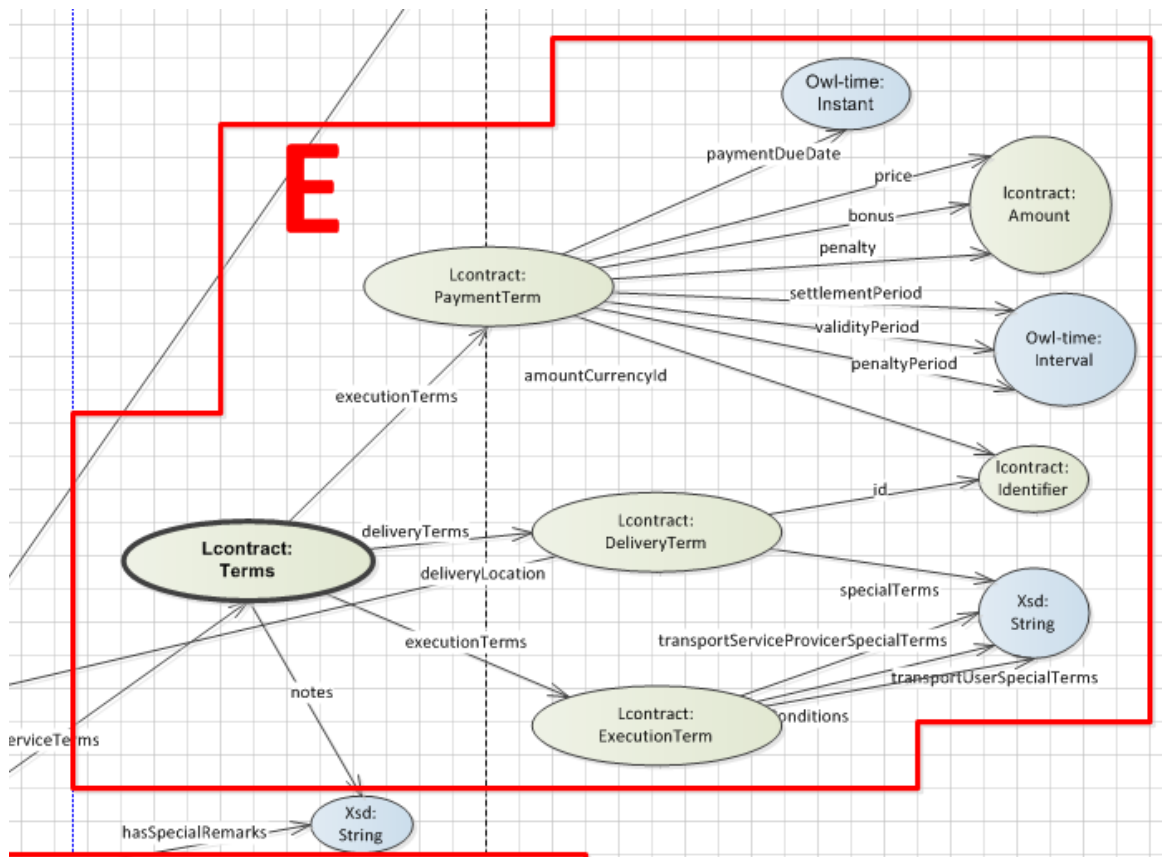 Owl-time:
Instant
E
paymentDueDate
price
lcontract:
Amount
bonus
penalty
Lcontract:
PaymentTerm
settlementPeriod
validityPeriod
Owl-time:
Interval
penaltyPeriod
amountCurrencyId
executionTerms
lcontract:
Identifier
id
Lcontract:
DeliveryTerm
deliveryTerms
Lcontract:
Terms
deliveryLocation
specialTerms
Xsd:
String
executionTerms
transportServiceProvicerSpecialTerms
transportUserSpecialTerms
notes
Lcontract:
ExecutionTerm
onditions
erviceTerms
Xsd:
String
hasSpecialRemarks